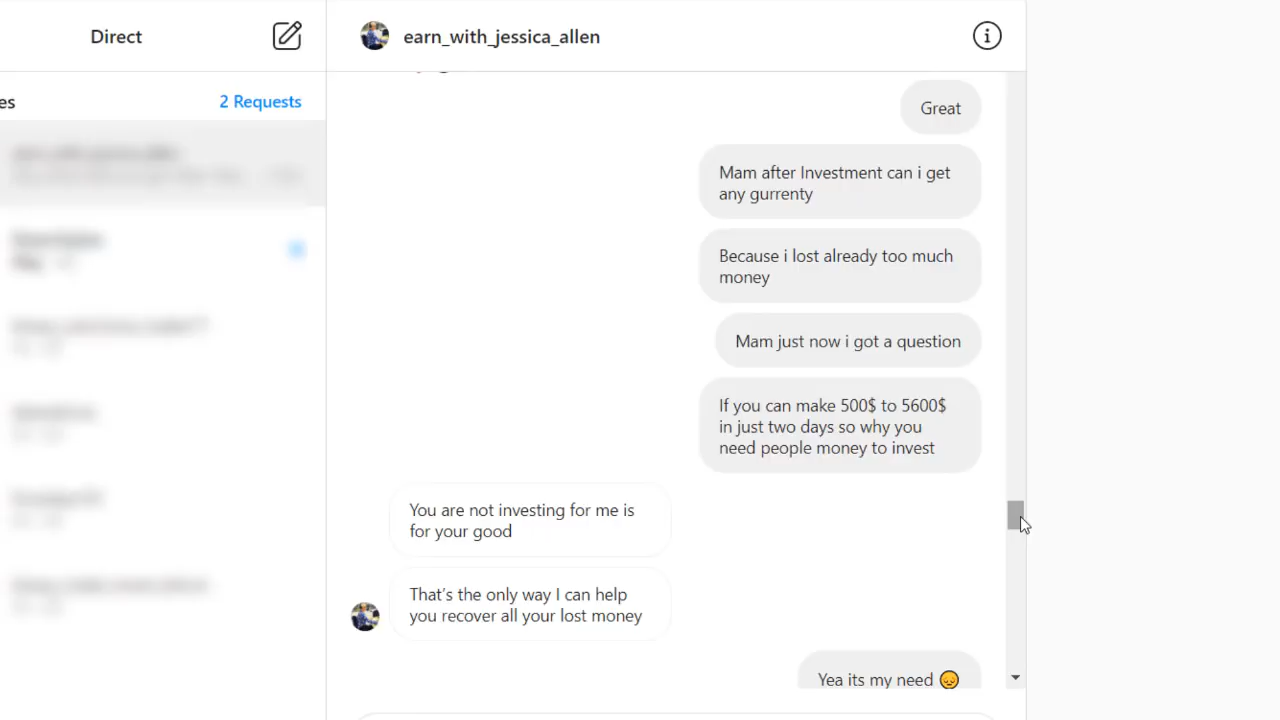 Direct
earn_with_jessica_allen
es
2 Requests
Great
Mam after Investment can i get
any gurrenty
Because i lost already too much
money
Mam just now i got a question
If you can make 500$ to 5600$
in just two days so why you
need people money to invest
You are not investing for me is
for your good
That's the only way I can help
you recover all your lost money
Yea its my need 😞